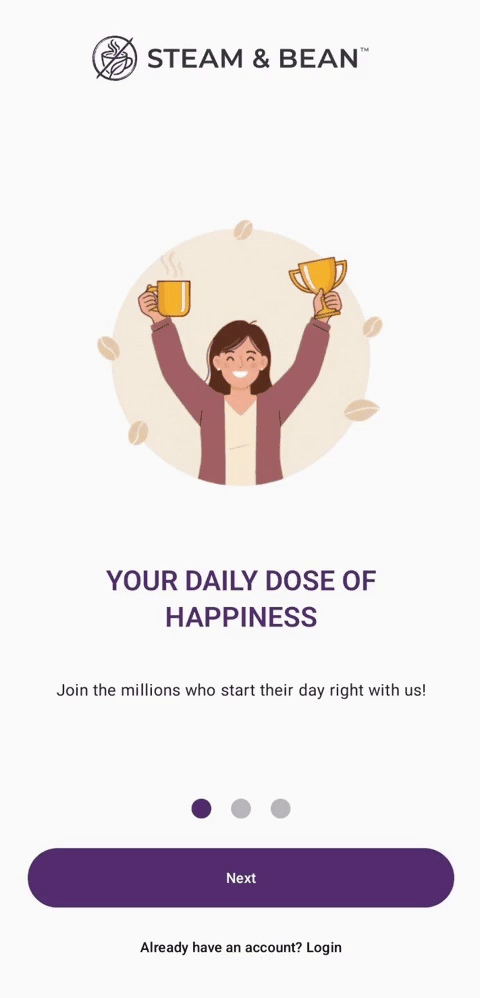 STEAM & BEAN™
YOUR DAILY DOSE OF
HAPPINESS
Join the millions who start their day right with us!
Next
Already have an account? Login